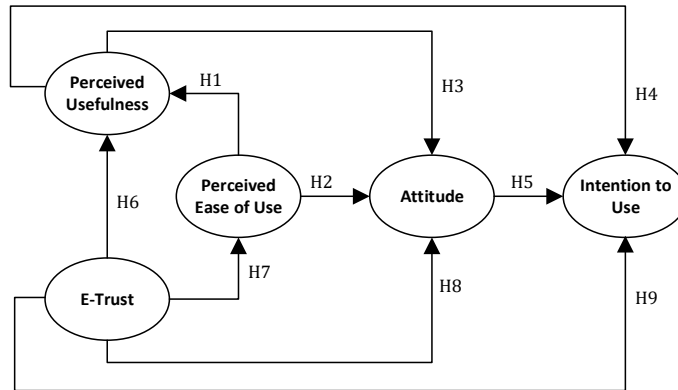 Perceived
Usefulness
H1
H3
H4
Perceived
Ease of Use
H2
Attitude
H5
Intention to
Use
H6
H7
E-Trust
H8
H9